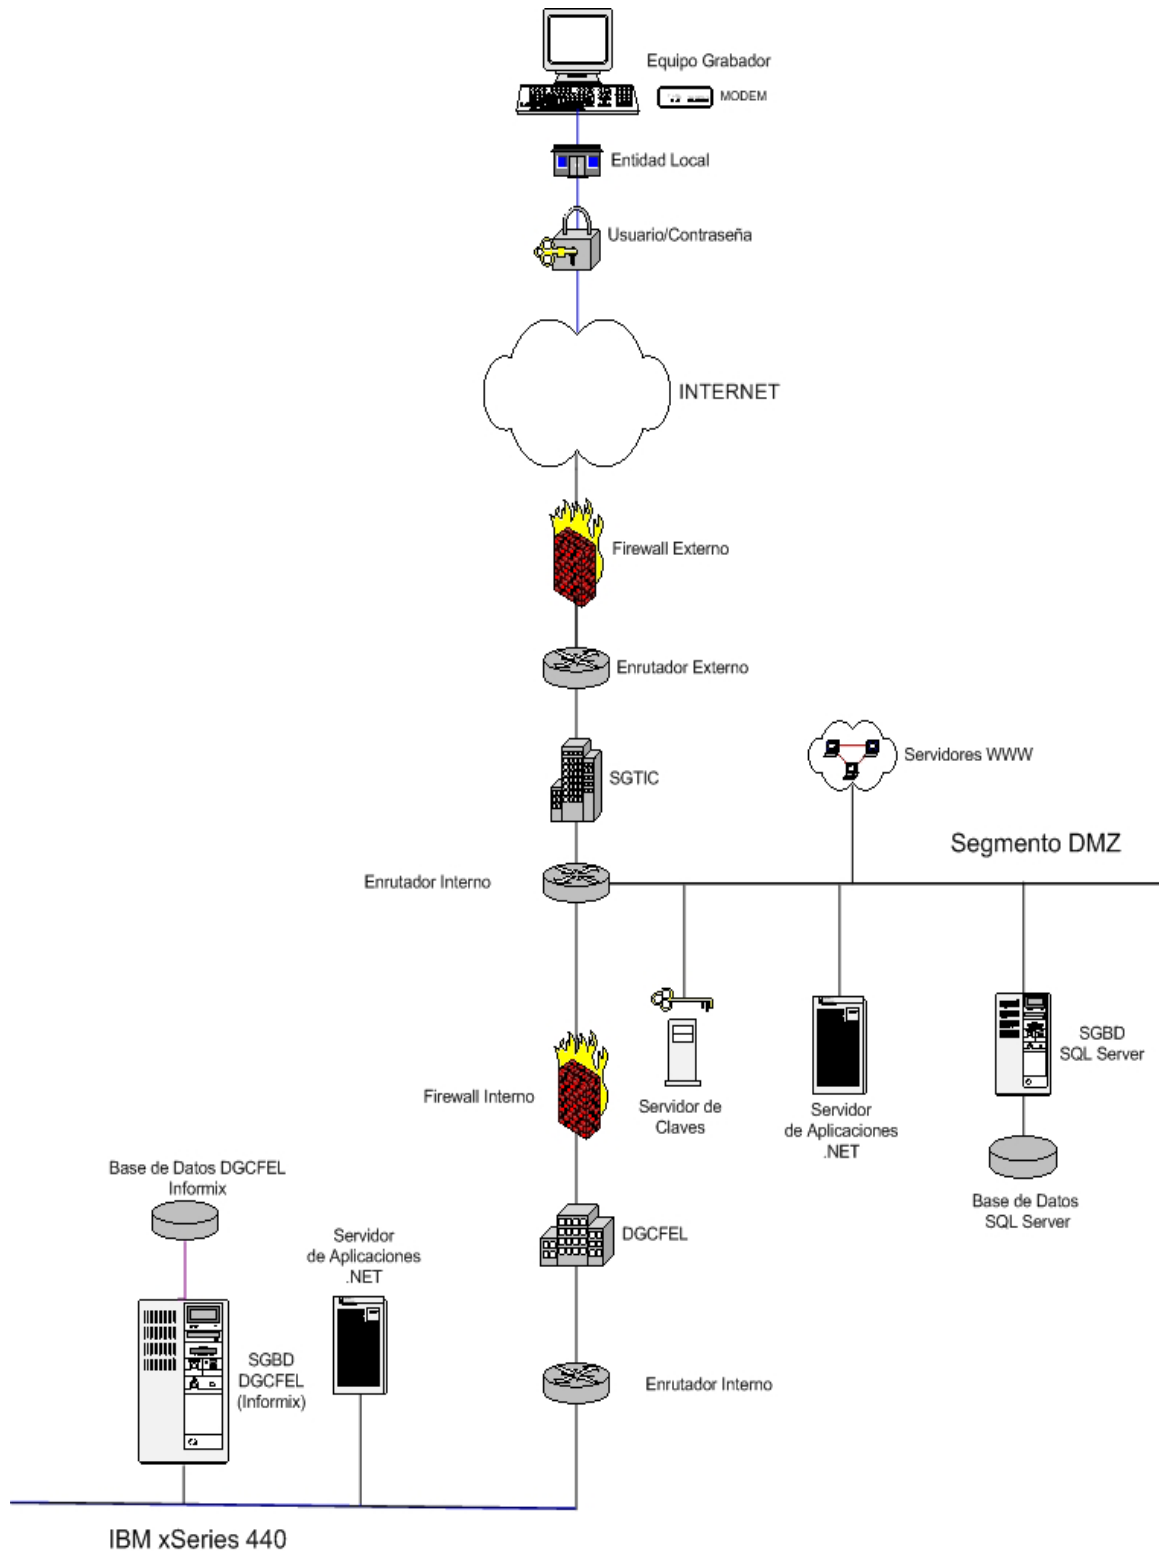 Equipo Grabador
MODEM
Entidad Local
Usuario/Contraseña
INTERNET
Firewall Externo
Enrutador Externo
SGTIC
Servidores WWW
Segmento DMZ
Enrutador Interno
Firewall Interno
Servidor de
Claves
Servidor
de Aplicaciones
.NET
SGBD
SQL Server
Base de Datos
SQL Server
DGCFEL
Base de Datos DGCFEL
Informix
Servidor
de Aplicaciones
.NET
SGBD
DGCFEL
(Informix)
Enrutador Interno
IBM xSeries 440